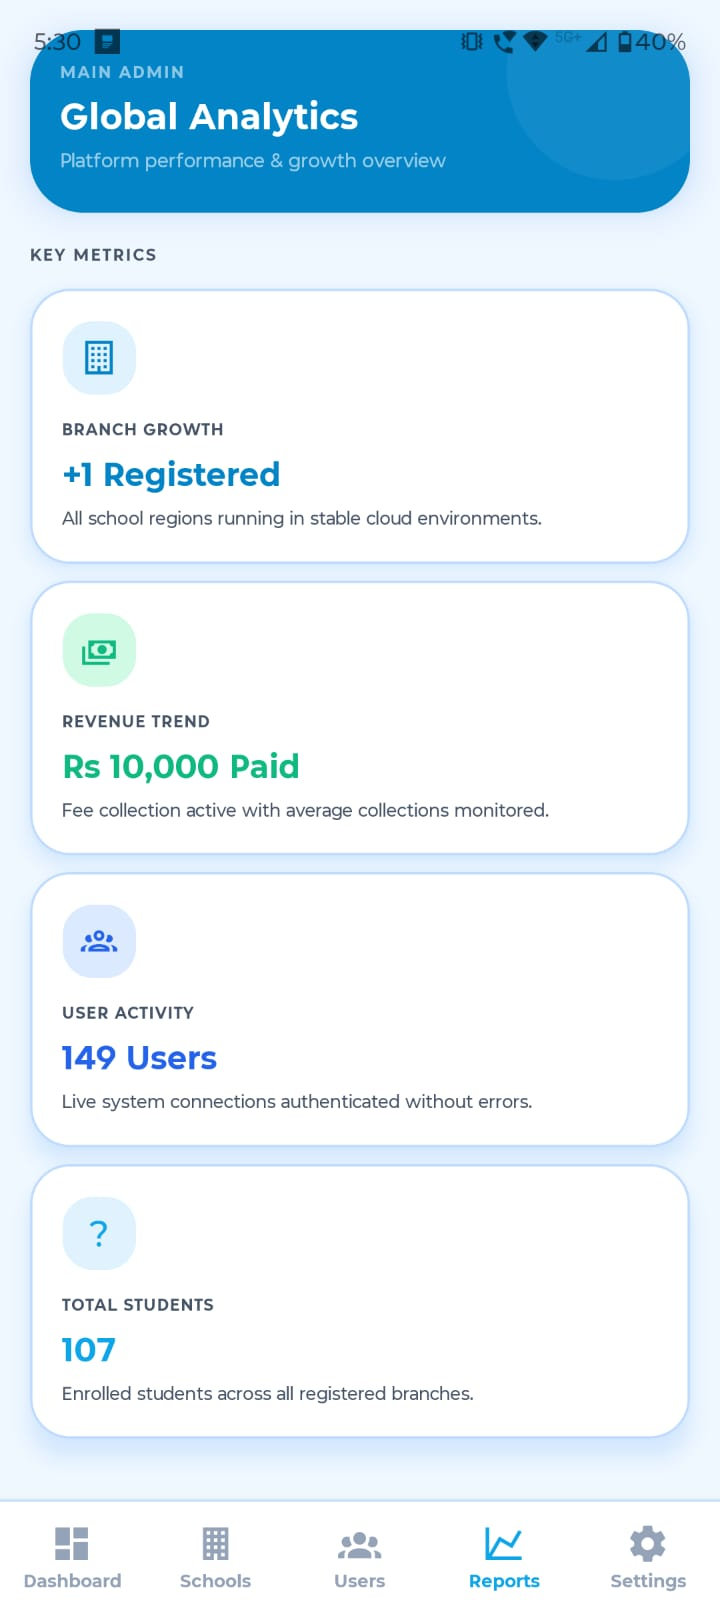 5:30
5G+
40%
MAIN ADMIN
Global Analytics
Platform performance & growth overview
KEY METRICS
BRANCH GROWTH
+1 Registered
All school regions running in stable cloud environments.
REVENUE TREND
Rs 10,000 Paid
Fee collection active with average collections monitored.
USER ACTIVITY
149 Users
Live system connections authenticated without errors.
?
TOTAL STUDENTS
107
Enrolled students across all registered branches.
Dashboard
Schools
Users
Reports
Settings